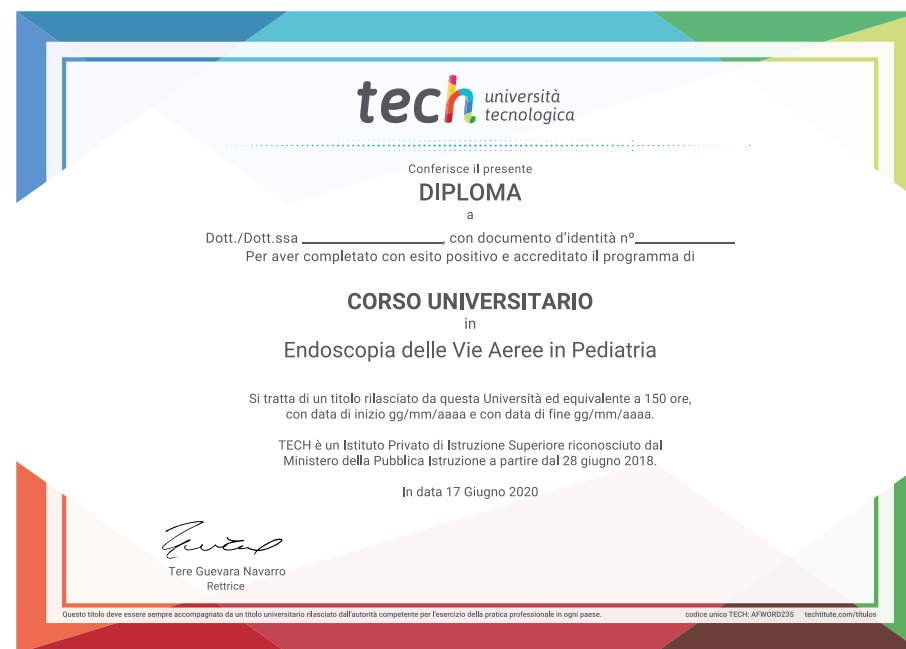 tech università
tecnologica
Conferisce il presente
DIPLOMA
a
Dott./Dott.ssa ________________, con documento d'identità nº____________
Per aver completato con esito positivo e accreditato il programma di
CORSO UNIVERSITARIO
in
Endoscopia delle Vie Aeree in Pediatria
Si tratta di un titolo rilasciato da questa Università ed equivalente a 150 ore,
con data di inizio gg/mm/aaaa e con data di fine gg/mm/aaaa.
TECH è un Istituto Privato di Istruzione Superiore riconosciuto dal
Ministero della Pubblica Istruzione a partire dal 28 giugno 2018.
In data 17 Giugno 2020
Tere Guevara Navarro
Rettrice
Questo titolo deve essere sempre accompagnato da un titolo universitario rilasciato dall'autorità competente per l'esercizio della pratica professionale in ogni paese. codice unico TECH: AFWORD23S techtitute.com/titulos